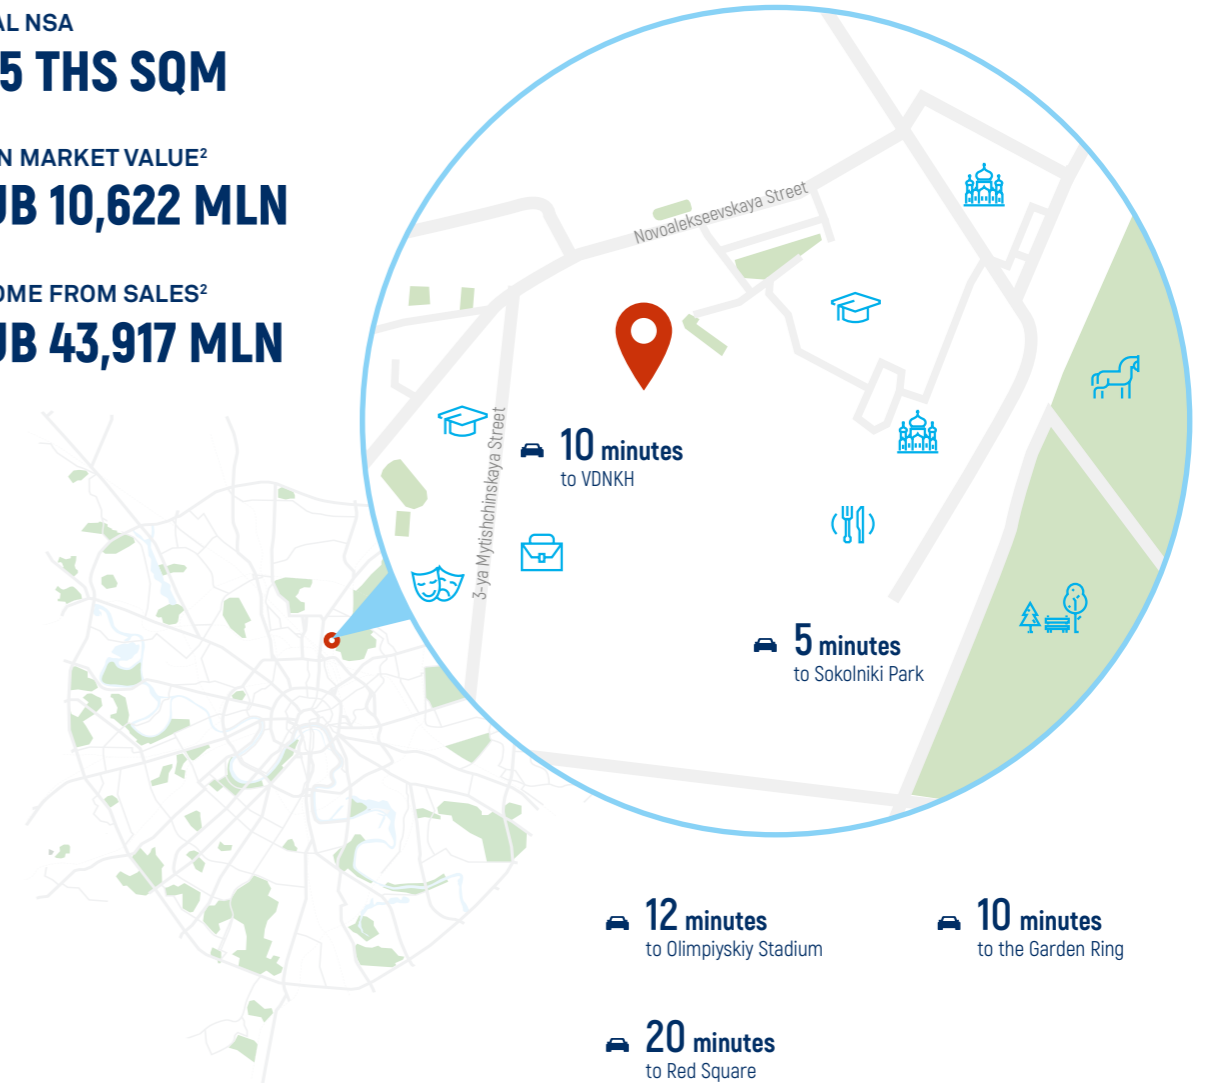 AL NSA
5 THS SQM
N MARKET VALUE²
UB 10,622 MLN
OME FROM SALES²
UB 43,917 MLN
Novoalekseevskaya Street
3-ya Mytishchinskaya Street
10 minutes
to VDNKH
5 minutes
to Sokolniki Park
12 minutes
to Olimpiyskiy Stadium
10 minutes
to the Garden Ring
20 minutes
to Red Square